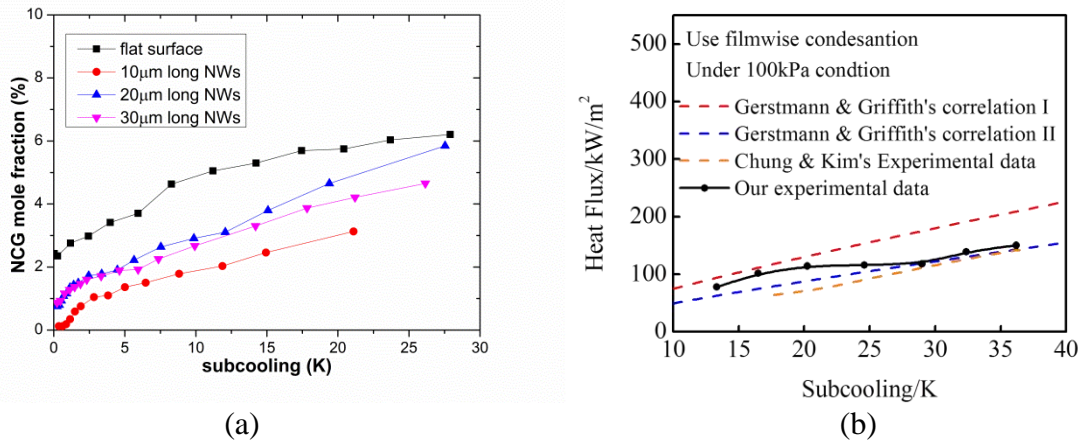 NCG mole fraction (%)
10
8
6
4
2
0
flat surface
10μm long NWs
20μm long NWs
30μm long NWs
0 5 10 15 20 25 30
subcooling (K)
(a)
Heat Flux/kW/m²
500
400
300
200
100
0
Use filmwise condesantion
Under 100kPa condtion
Gerstmann & Griffith's correlation I
Gerstmann & Griffith's correlation II
Chung & Kim's Experimental data
Our experimental data
10 15 20 25 30 35 40
Subcooling/K
(b)